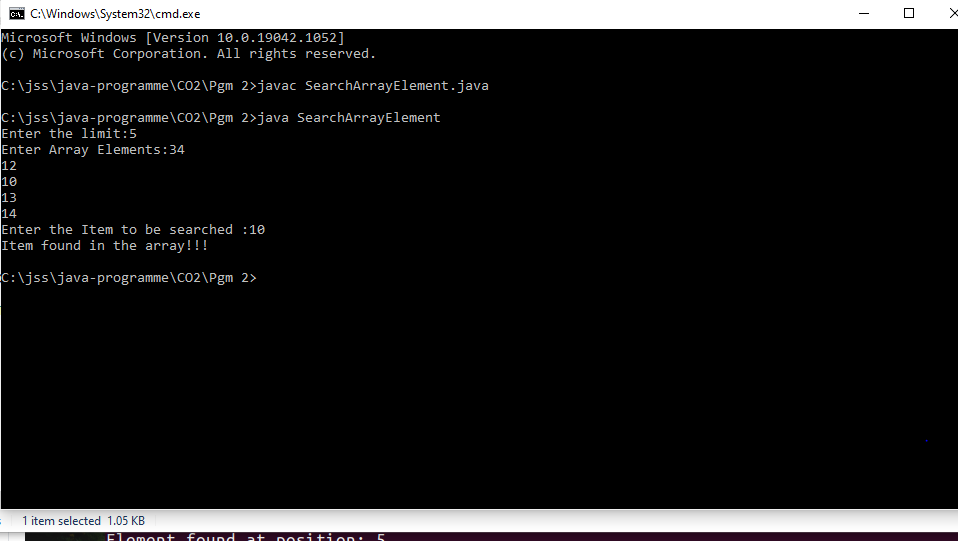 C:\Windows\System32\cmd.exe
Microsoft Windows [Version 10.0.19042.1052]
(c) Microsoft Corporation. All rights reserved.
C:\jss\java-programme\CO2\Pgm 2>javac SearchArrayElement.java
C:\jss\java-programme\CO2\Pgm 2>java SearchArrayElement
Enter the limit:5
Enter Array Elements:34
12
10
13
14
Enter the Item to be searched :10
Item found in the array!!!
C:\jss\java-programme\CO2\Pgm 2>
1 item selected 1.05 KB
Element found at position: 5